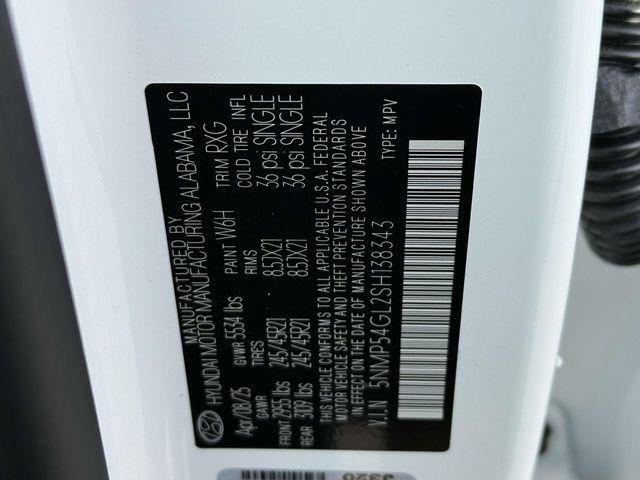 MANUFACTURED BY
HYUNDAI MOTOR MANUFACTURING ALABAMA, LLC
Apr/08/25 PAINT W6H TRIM RXG
GVWR 5534 lbs
GAWR TIRES RIMS COLD TIRE INFL
FRONT 2955 lbs 245/45R21 8.5JX21 36 psi SINGLE
REAR 3109 lbs 245/45R21 8.5JX21 36 psi SINGLE
THIS VEHICLE CONFORMS TO ALL APPLICABLE U.S.A. FEDERAL
MOTOR VEHICLE SAFETY AND THEFT PREVENTION STANDARDS
IN EFFECT ON THE DATE OF MANUFACTURE SHOWN ABOVE
V.I.N 5NMP54GL2SH138343 TYPE: MPV